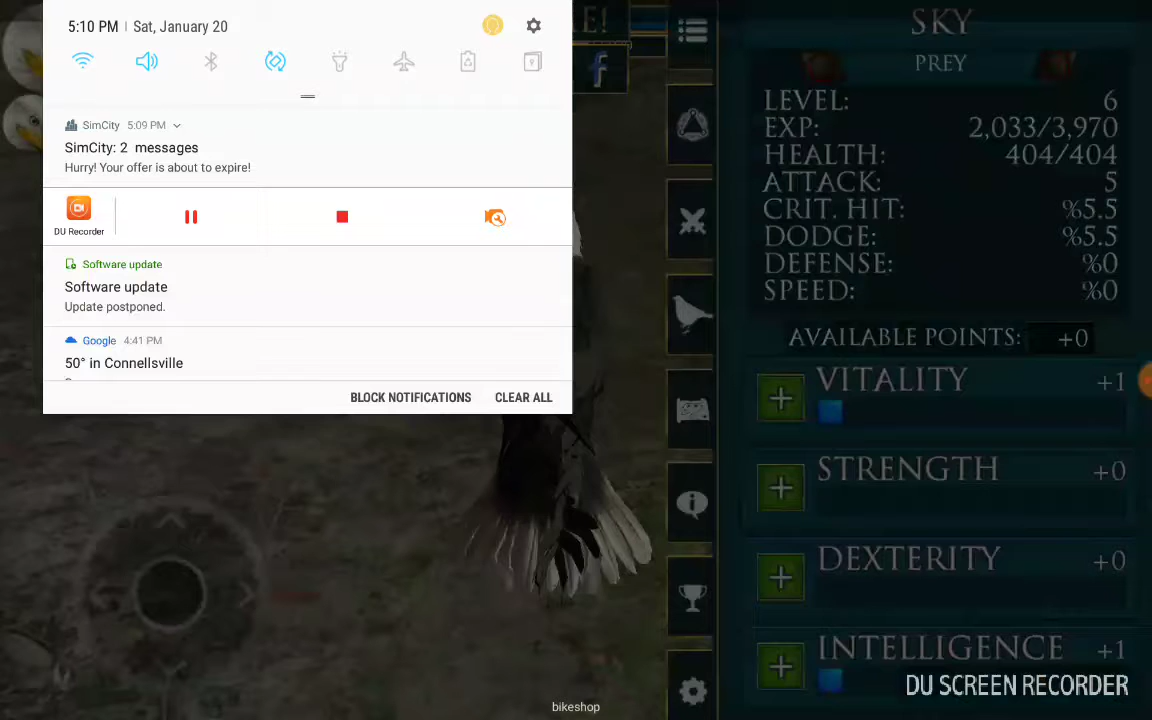 5:10 PM | Sat, January 20
SimCity 5:09 PM
SimCity: 2 messages
Hurry! Your offer is about to expire!
DU Recorder
Software update
Software update
Update postponed.
Google 4:41 PM
50° in Connellsville
BLOCK NOTIFICATIONS CLEAR ALL
bikeshop
E!
f
SKY
PREY
LEVEL: 6
EXP: 2,033/3,970
HEALTH: 404/404
ATTACK: 5
CRIT. HIT: %5.5
DODGE: %5.5
DEFENSE: %0
SPEED: %0
AVAILABLE POINTS: +0
VITALITY +1
STRENGTH +0
DEXTERITY +0
INTELLIGENCE +1
DU SCREEN RECORDER